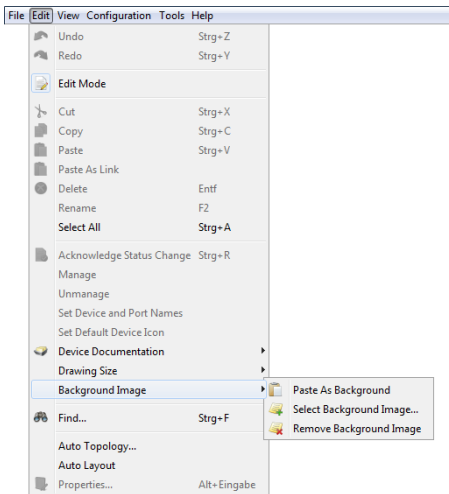 File Edit View Configuration Tools Help
Undo Strg+Z
Redo Strg+Y
Edit Mode
Cut Strg+X
Copy Strg+C
Paste Strg+V
Paste As Link
Delete Entf
Rename F2
Select All Strg+A
Acknowledge Status Change Strg+R
Manage
Unmanage
Set Device and Port Names
Set Default Device Icon
Device Documentation
Drawing Size
Background Image
Paste As Background
Select Background Image...
Remove Background Image
Find... Strg+F
Auto Topology...
Auto Layout
Properties... Alt+Eingabe